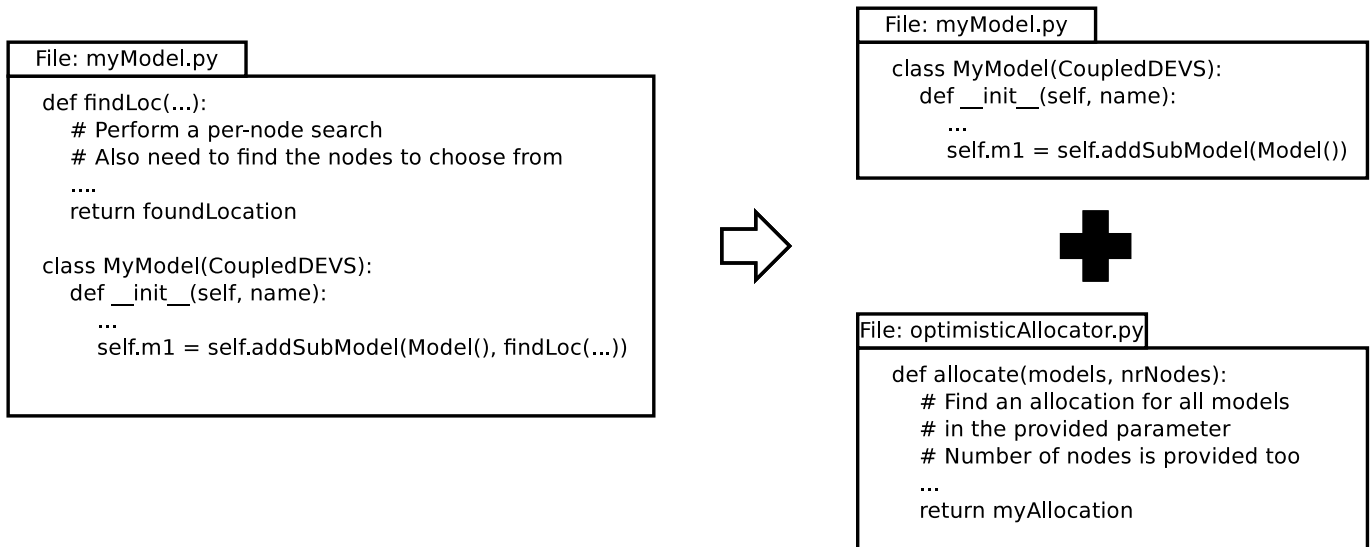 File: myModel.py
def findLoc(...):
# Perform a per-node search
# Also need to find the nodes to choose from
....
return foundLocation
class MyModel(CoupledDEVS):
def __init__(self, name):
...
self.m1 = self.addSubModel(Model(), findLoc(...))
File: myModel.py
class MyModel(CoupledDEVS):
def __init__(self, name):
...
self.m1 = self.addSubModel(Model())
File: optimisticAllocator.py
def allocate(models, nrNodes):
# Find an allocation for all models
# in the provided parameter
# Number of nodes is provided too
...
return myAllocation